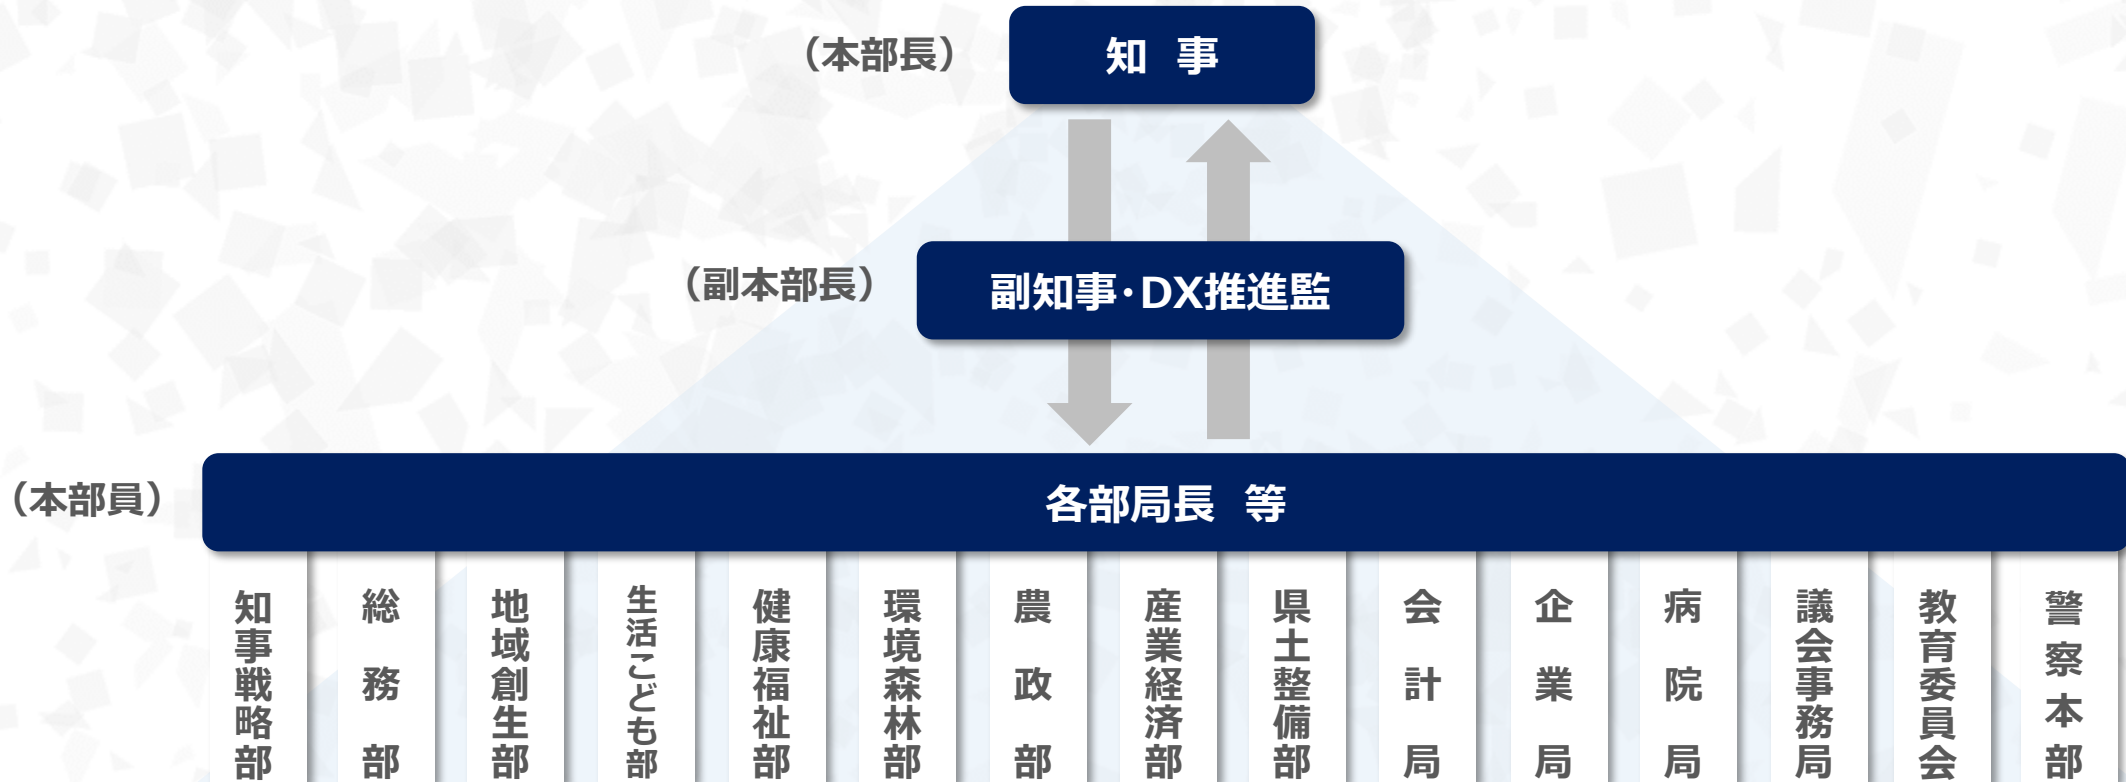 （本部長）
知 事
（副本部長）
副知事・DX推進監
（本部員）
各部局長 等
知事戦略部
総務部
地域創生部
生活こども部
健康福祉部
環境森林部
農政部
産業経済部
県土整備部
会計局
企業局
病院局
議会事務局
教育委員会
警察本部